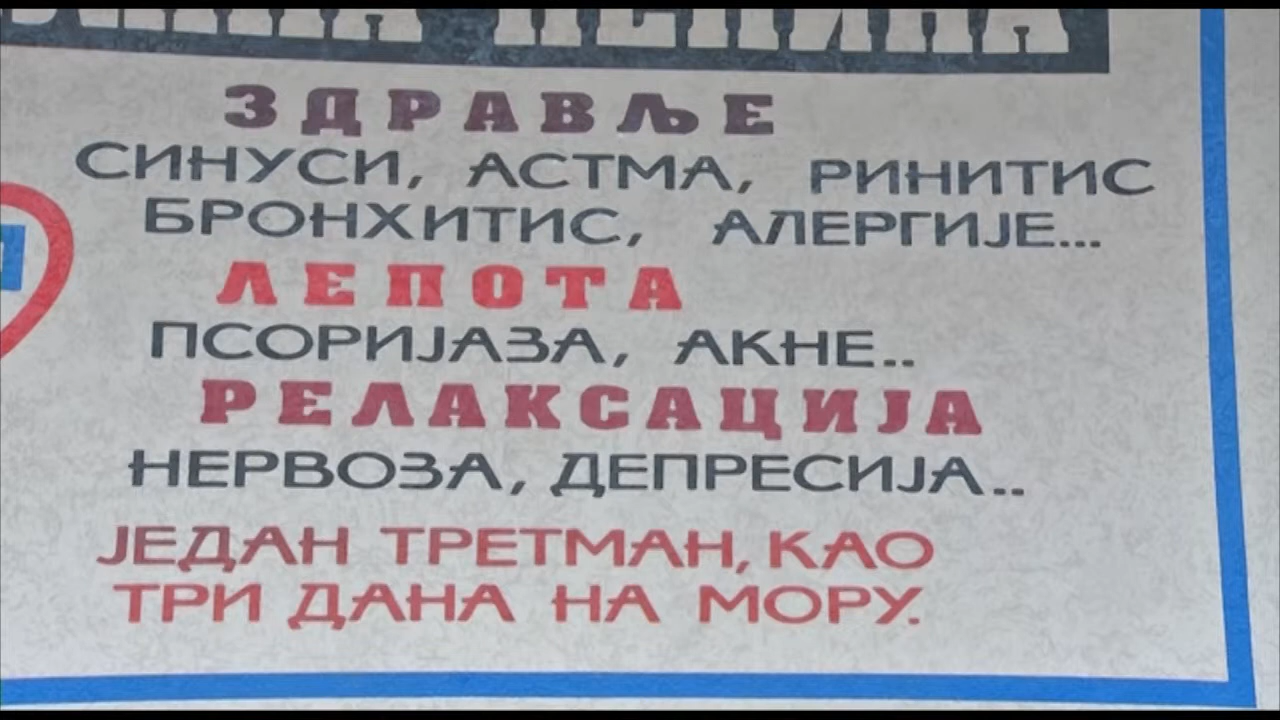 ЗДРАВЉЕ
СИНУСИ, АСТМА, РИНИТИС
БРОНХИТИС, АЛЕРГИЈЕ...
ЛЕПОТА
ПСОРИЈАЗА, АКНЕ..
РЕЛАКСАЦИЈА
НЕРВОЗА, ДЕПРЕСИЈА..
ЈЕДАН ТРЕТМАН, КАО
ТРИ ДАНА НА МОРУ.